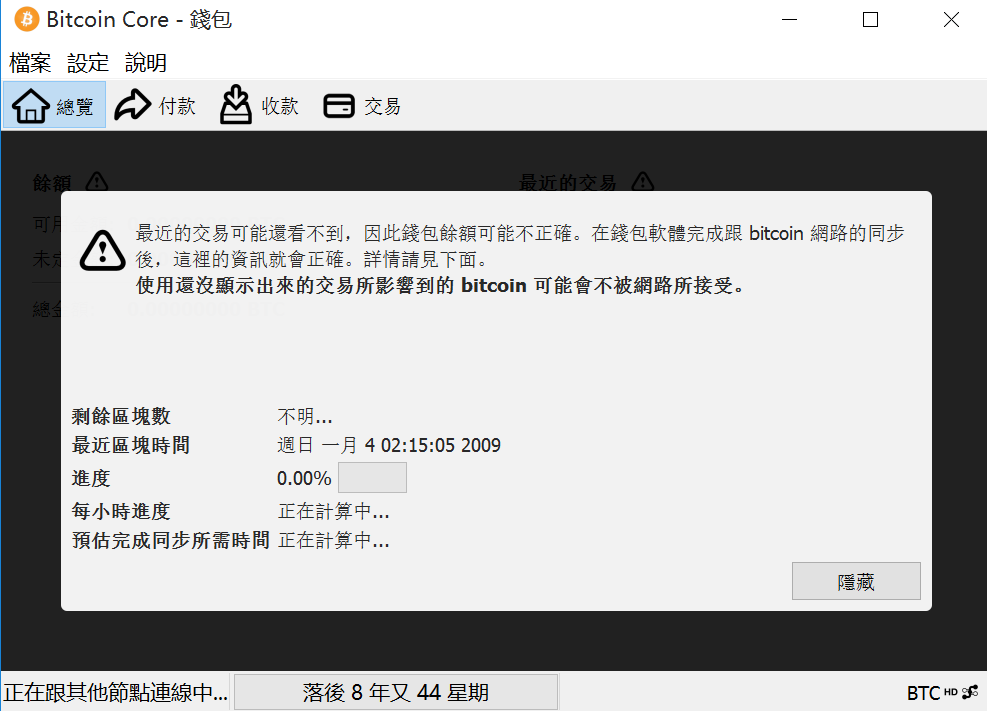 Bitcoin Core - 錢包
檔案 設定 說明
總覽 付款 收款 交易
餘額 最近的交易
最近的交易可能還看不到，因此錢包餘額可能不正確。在錢包軟體完成跟 bitcoin 網路的同步
後，這裡的資訊就會正確。詳情請見下面。
使用還沒顯示出來的交易所影響到的 bitcoin 可能會不被網路所接受。
剩餘區塊數 不明...
最近區塊時間 週日 一月 4 02:15:05 2009
進度 0.00%
每小時進度 正在計算中...
預估完成同步所需時間 正在計算中...
隱藏
正在跟其他節點連線中... 落後 8 年又 44 星期 BTC HD